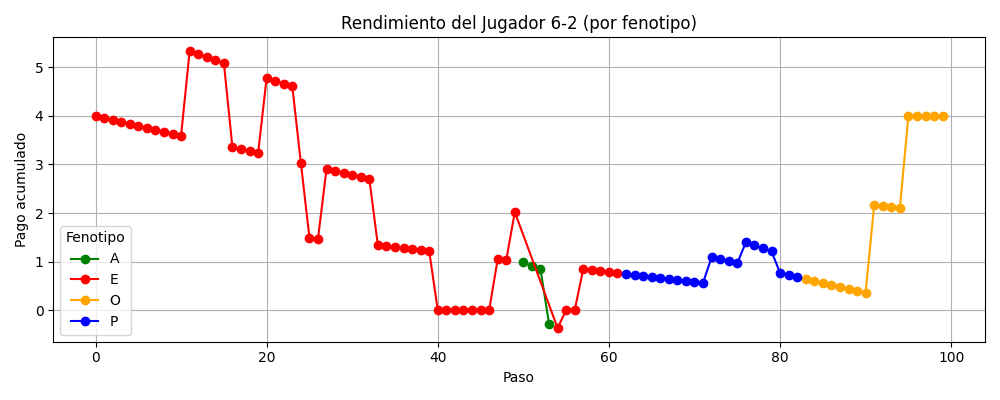 Rendimiento del Jugador 6-2 (por fenotipo)
Pago acumulado
5
4
3
2
1
0
Fenotipo
A
E
O
P
0 20 40 60 80 100
Paso